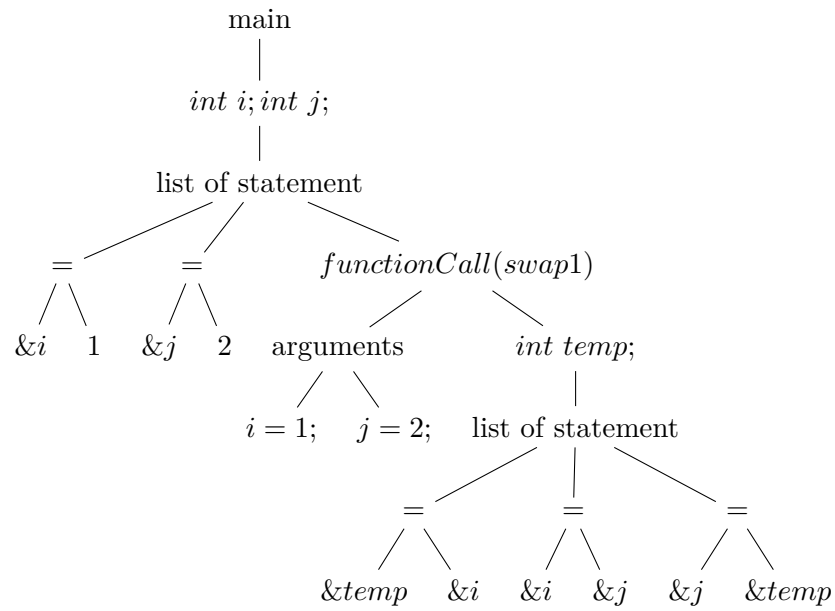 main
int i; int j;
list of statement
= = functionCall(swap1)
&i 1 &j 2 arguments int temp;
i = 1; j = 2; list of statement
= = =
&temp &i &i &j &j &temp